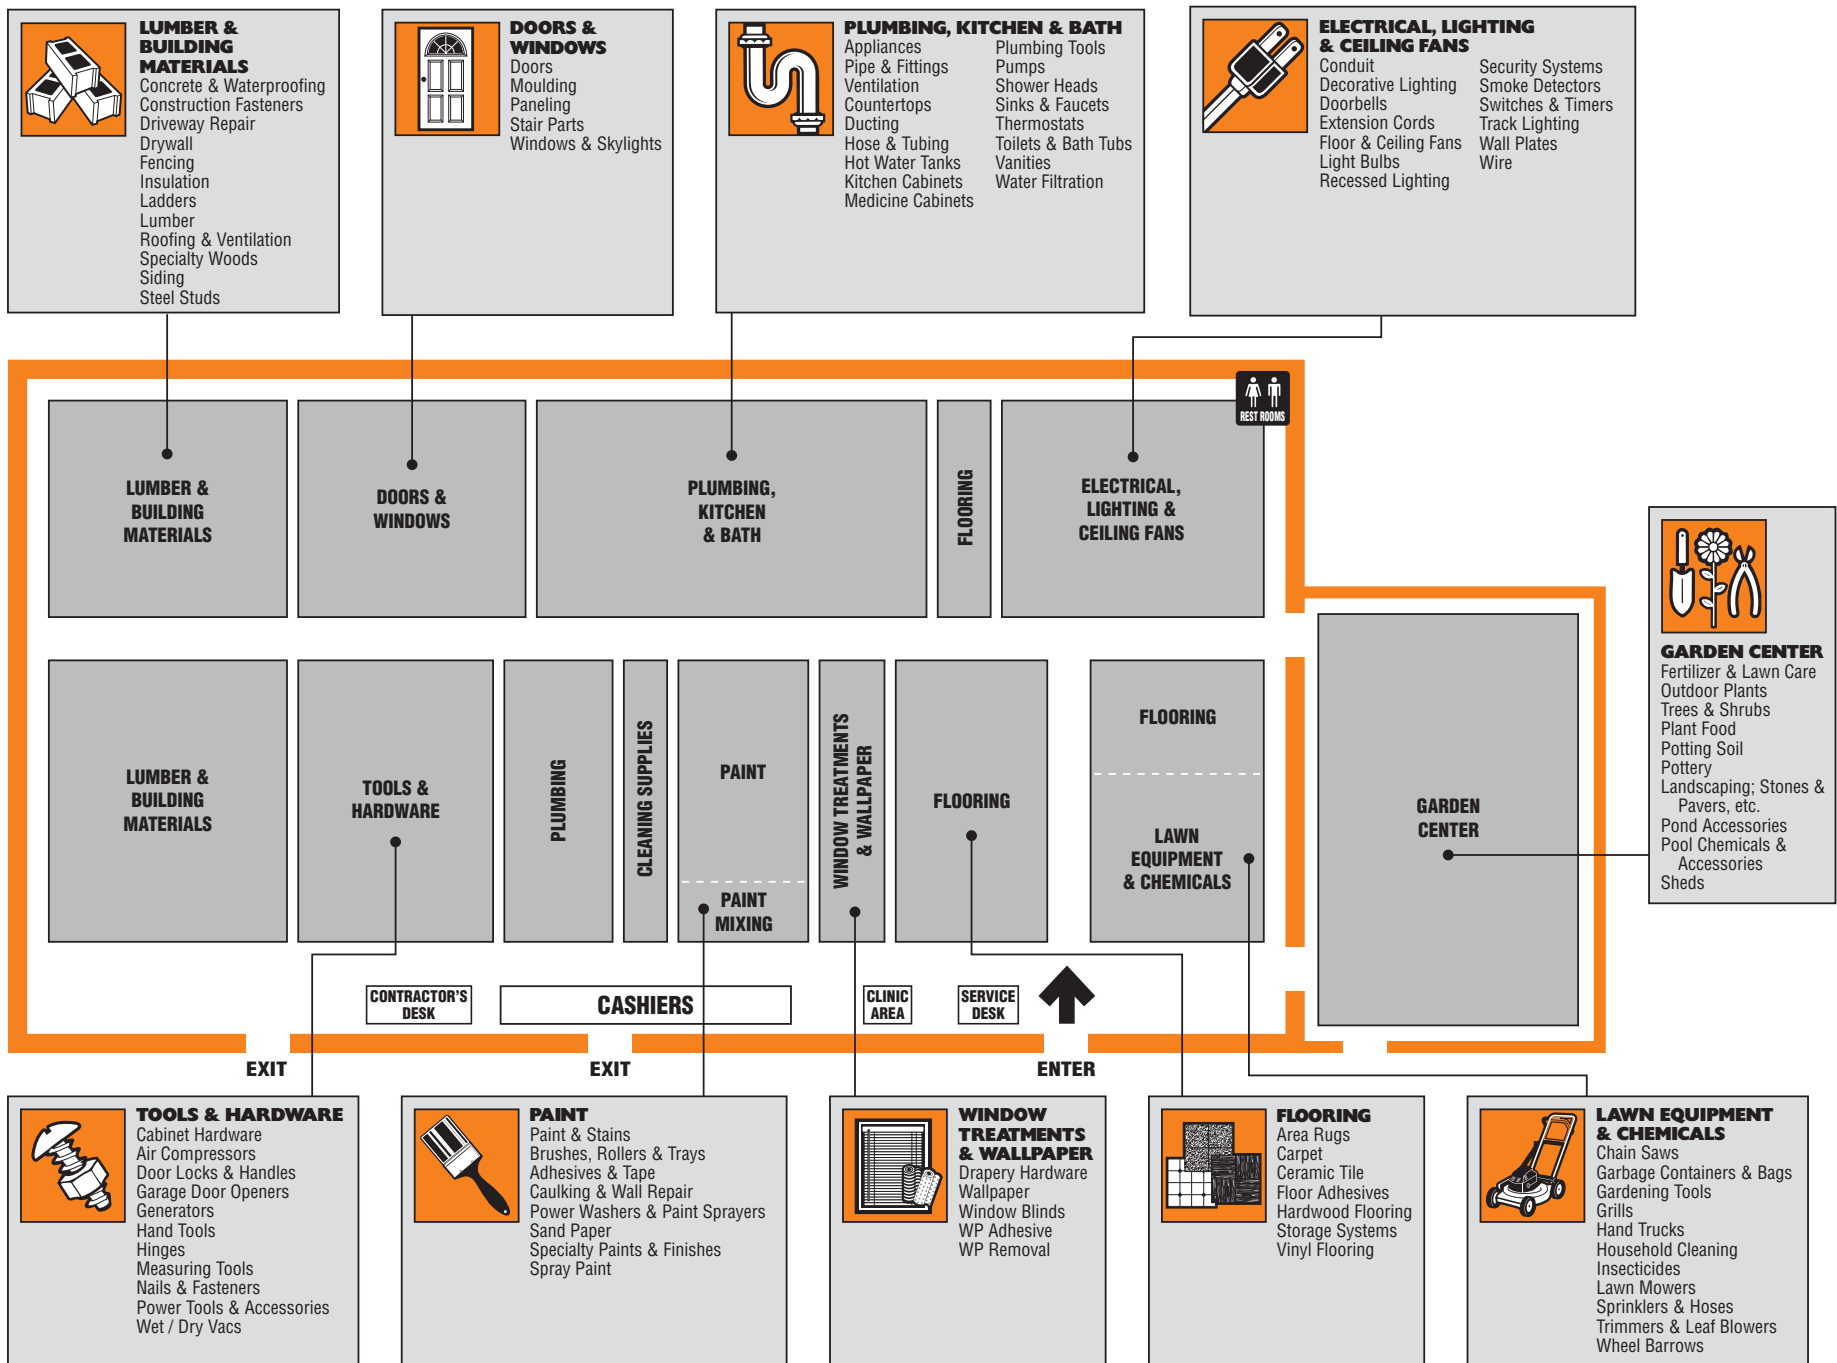 LUMBER &
BUILDING
MATERIALS
Concrete & Waterproofing
Construction Fasteners
Driveway Repair
Drywall
Fencing
Insulation
Ladders
Lumber
Roofing & Ventilation
Specialty Woods
Siding
Steel Studs
DOORS &
WINDOWS
Doors
Moulding
Paneling
Stair Parts
Windows & Skylights
PLUMBING, KITCHEN & BATH
Appliances
Pipe & Fittings
Ventilation
Countertops
Ducting
Hose & Tubing
Hot Water Tanks
Kitchen Cabinets
Medicine Cabinets
Plumbing Tools
Pumps
Shower Heads
Sinks & Faucets
Thermostats
Toilets & Bath Tubs
Vanities
Water Filtration
ELECTRICAL, LIGHTING
& CEILING FANS
Conduit
Decorative Lighting
Doorbells
Extension Cords
Floor & Ceiling Fans
Light Bulbs
Recessed Lighting
Security Systems
Smoke Detectors
Switches & Timers
Track Lighting
Wall Plates
Wire
REST ROOMS
LUMBER &
BUILDING
MATERIALS
DOORS &
WINDOWS
PLUMBING,
KITCHEN
& BATH
FLOORING
ELECTRICAL,
LIGHTING &
CEILING FANS
GARDEN CENTER
Fertilizer & Lawn Care
Outdoor Plants
Trees & Shrubs
Plant Food
Potting Soil
Pottery
Landscaping; Stones &
Pavers, etc.
Pond Accessories
Pool Chemicals &
Accessories
Sheds
LUMBER &
BUILDING
MATERIALS
TOOLS &
HARDWARE
PLUMBING
CLEANING SUPPLIES
PAINT
PAINT
MIXING
WINDOW TREATMENTS
& WALLPAPER
FLOORING
FLOORING
LAWN
EQUIPMENT
& CHEMICALS
GARDEN
CENTER
CONTRACTOR'S
DESK
CASHIERS
CLINIC
AREA
SERVICE
DESK
EXIT
EXIT
ENTER
TOOLS & HARDWARE
Cabinet Hardware
Air Compressors
Door Locks & Handles
Garage Door Openers
Generators
Hand Tools
Hinges
Measuring Tools
Nails & Fasteners
Power Tools & Accessories
Wet / Dry Vacs
PAINT
Paint & Stains
Brushes, Rollers & Trays
Adhesives & Tape
Caulking & Wall Repair
Power Washers & Paint Sprayers
Sand Paper
Specialty Paints & Finishes
Spray Paint
WINDOW
TREATMENTS
& WALLPAPER
Drapery Hardware
Wallpaper
Window Blinds
WP Adhesive
WP Removal
FLOORING
Area Rugs
Carpet
Ceramic Tile
Floor Adhesives
Hardwood Flooring
Storage Systems
Vinyl Flooring
LAWN EQUIPMENT
& CHEMICALS
Chain Saws
Garbage Containers & Bags
Gardening Tools
Grills
Hand Trucks
Household Cleaning
Insecticides
Lawn Mowers
Sprinklers & Hoses
Trimmers & Leaf Blowers
Wheel Barrows